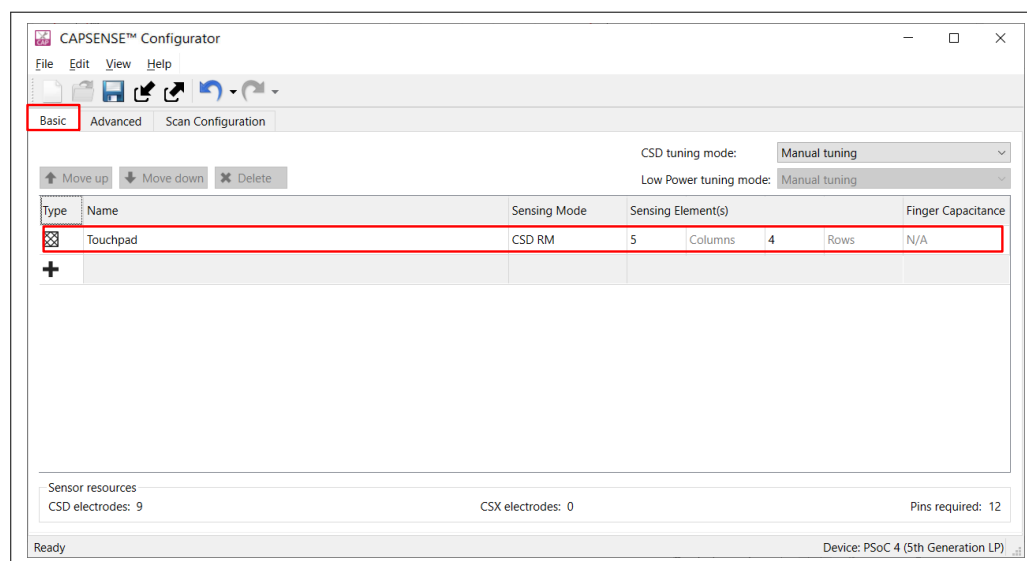 CAPSENSE™ Configurator
File Edit View Help
Basic Advanced Scan Configuration
CSD tuning mode: Manual tuning
Move up Move down Delete Low Power tuning mode: Manual tuning
Type Name Sensing Mode Sensing Element(s) Finger Capacitance
Touchpad CSD RM 5 Columns 4 Rows N/A
Sensor resources
CSD electrodes: 9 CSX electrodes: 0 Pins required: 12
Ready Device: PSoC 4 (5th Generation LP)